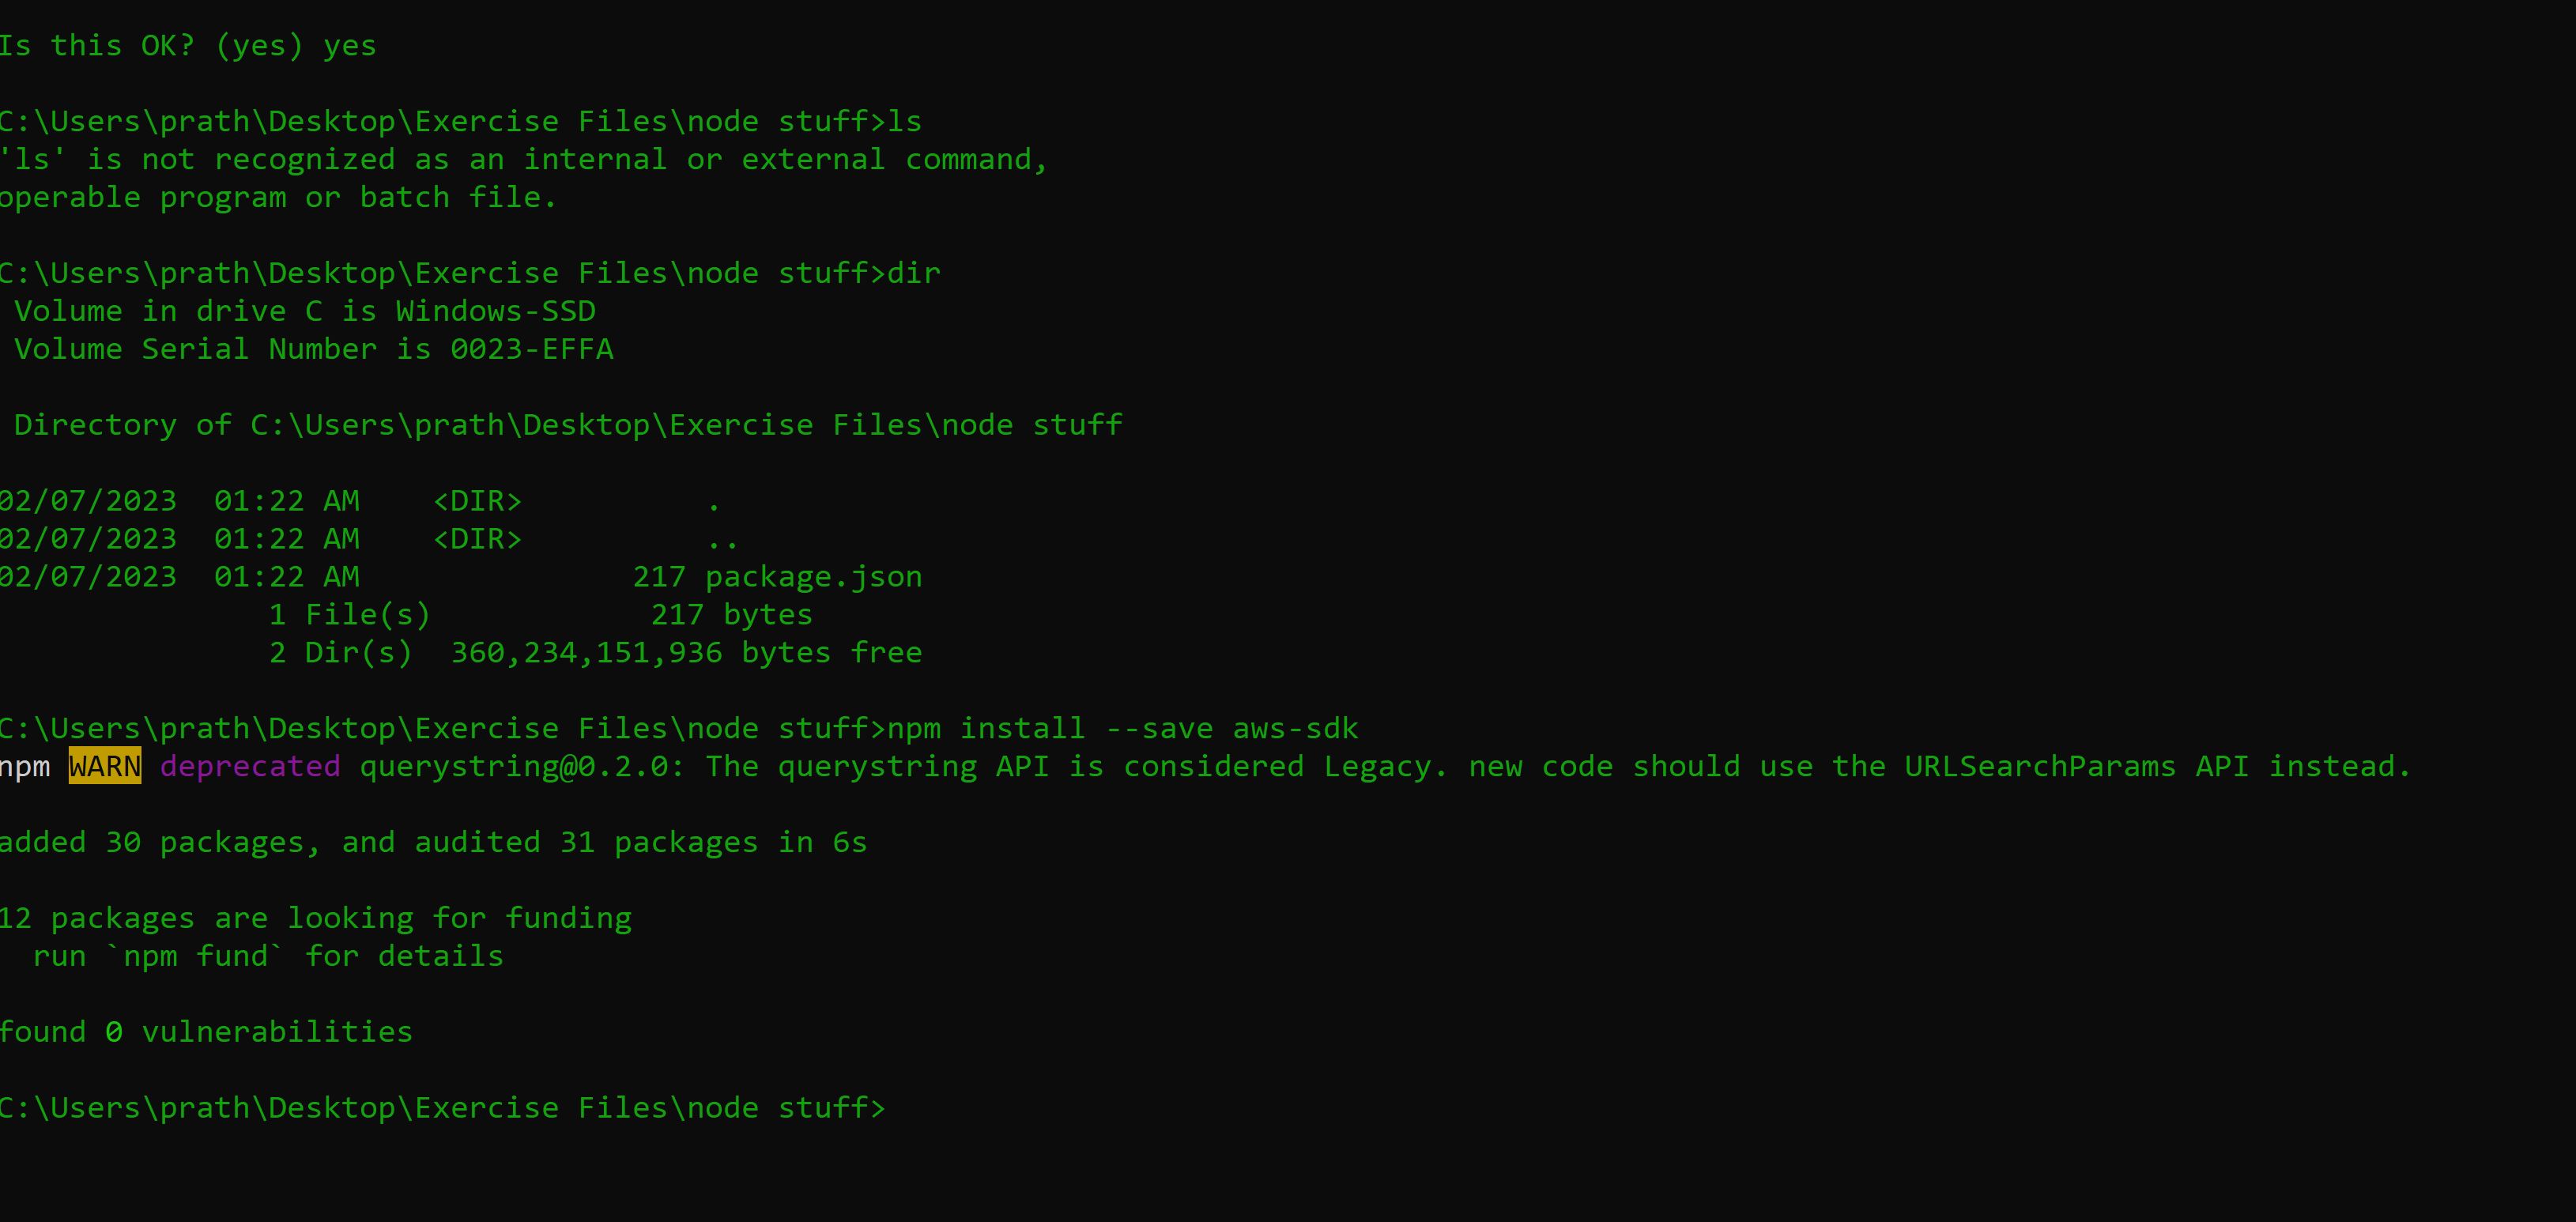 Is this OK? (yes) yes
C:\Users\prath\Desktop\Exercise Files\node stuff>ls
'ls' is not recognized as an internal or external command,
operable program or batch file.
C:\Users\prath\Desktop\Exercise Files\node stuff>dir
 Volume in drive C is Windows-SSD
 Volume Serial Number is 0023-EFFA
 Directory of C:\Users\prath\Desktop\Exercise Files\node stuff
02/07/2023  01:22 AM    <DIR>          .
02/07/2023  01:22 AM    <DIR>          ..
02/07/2023  01:22 AM               217 package.json
               1 File(s)            217 bytes
               2 Dir(s)  360,234,151,936 bytes free
C:\Users\prath\Desktop\Exercise Files\node stuff>npm install --save aws-sdk
npm WARN deprecated querystring@0.2.0: The querystring API is considered Legacy. new code should use the URLSearchParams API instead.
added 30 packages, and audited 31 packages in 6s
12 packages are looking for funding
  run `npm fund` for details
found 0 vulnerabilities
C:\Users\prath\Desktop\Exercise Files\node stuff>